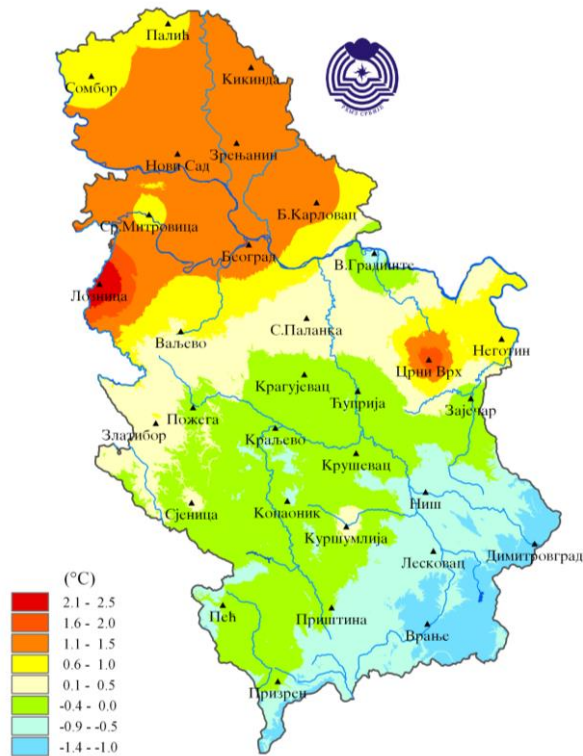 Палић
Сомбор
Кикинда
РХМЗ СРБИЈЕ
Зрењанин
Нови Сад
Б.Карловац
Ср.Митровица
Београд
В.Градиште
Лозница
С.Паланка
Ваљево
Неготин
Црни Врх
Крагујевац
Ћуприја
Зајечар
Пожега
Златибор
Краљево
Крушевац
Ниш
Сјеница
Копаоник
Куршумлија
Димитровград
Лесковац
(°C)
2.1 - 2.5
1.6 - 2.0
1.1 - 1.5
0.6 - 1.0
0.1 - 0.5
-0.4 - 0.0
-0.9 - -0.5
-1.4 - -1.0
Пећ
Приштина
Врање
Призрен